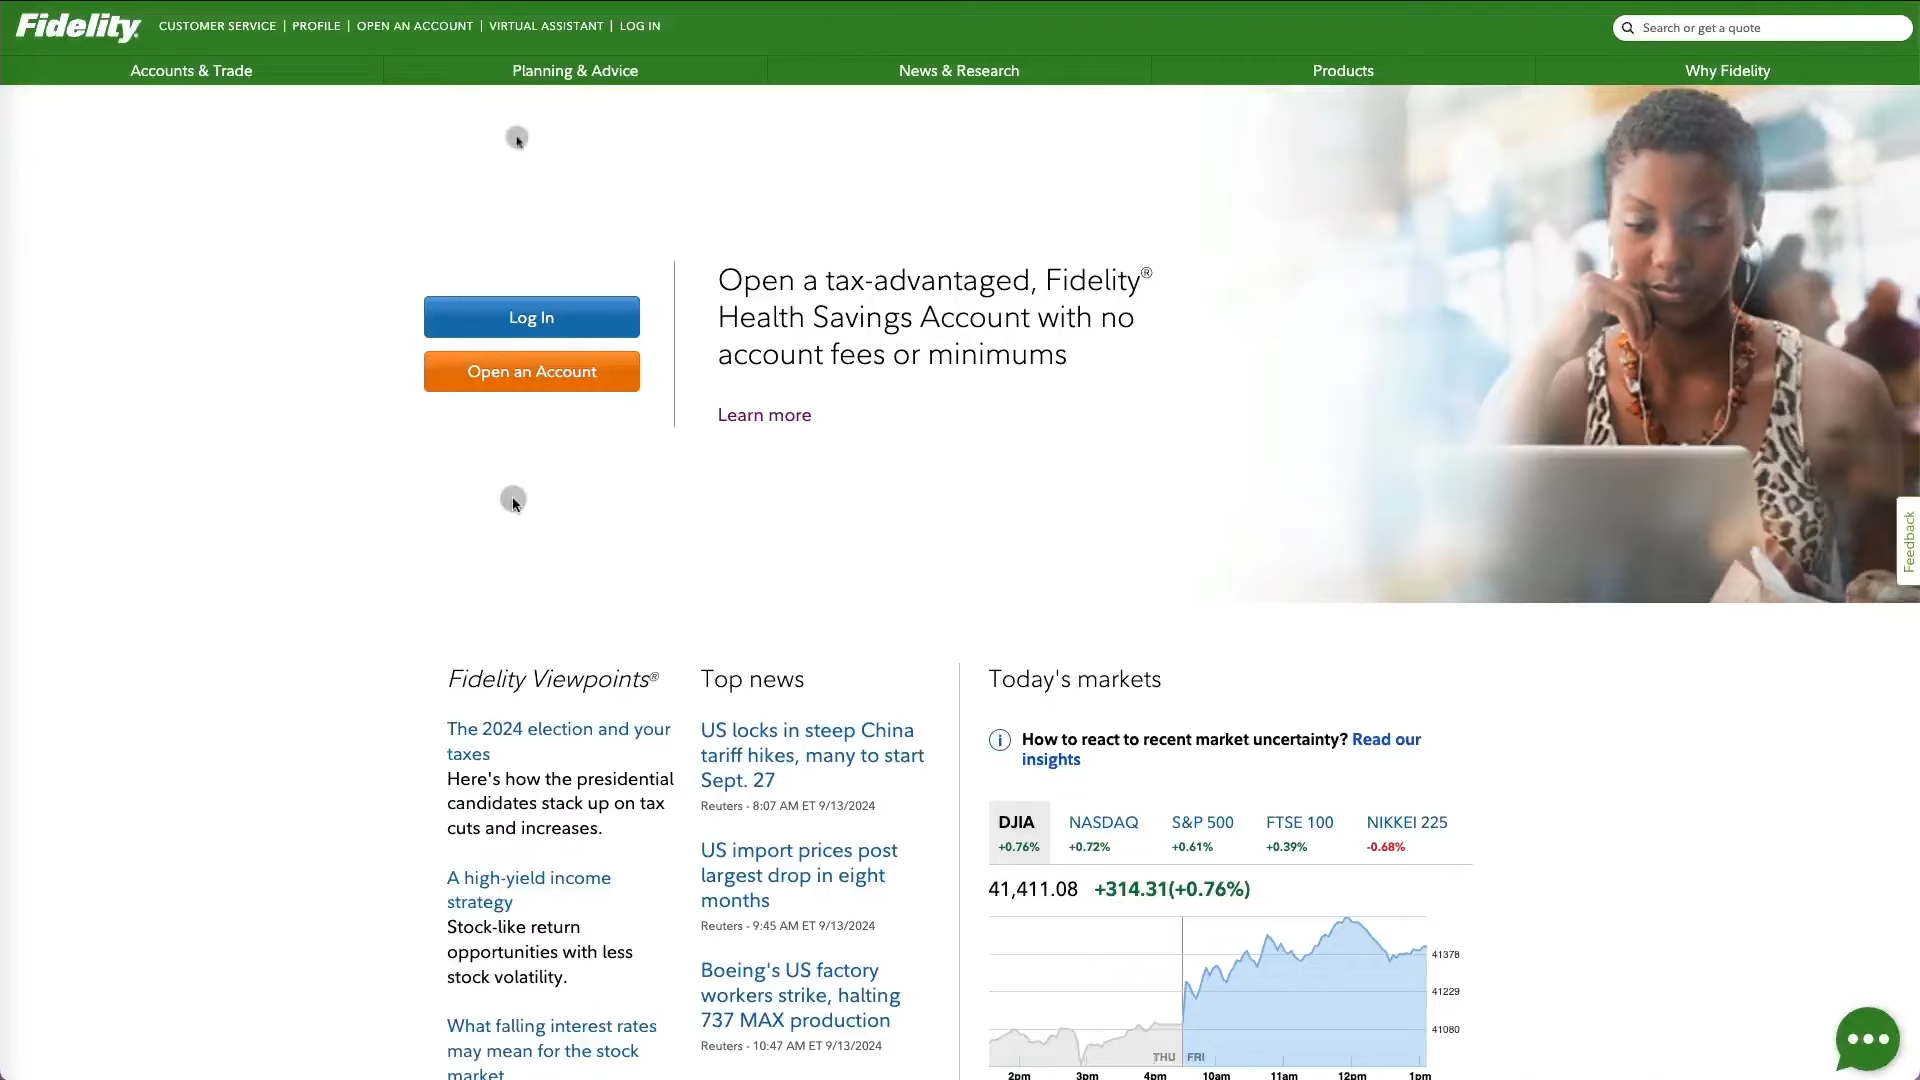 Fidelity
CUSTOMER SERVICE | PROFILE | OPEN AN ACCOUNT | VIRTUAL ASSISTANT | LOG IN
Search or get a quote
Accounts & Trade
Planning & Advice
News & Research
Products
Why Fidelity
Log In
Open an Account
Open a tax-advantaged, Fidelity®
Health Savings Account with no
account fees or minimums
Learn more
Feedback
Fidelity Viewpoints®
The 2024 election and your
taxes
Here's how the presidential
candidates stack up on tax
cuts and increases.
A high-yield income
strategy
Stock-like return
opportunities with less
stock volatility.
What falling interest rates
may mean for the stock
market
Top news
US locks in steep China
tariff hikes, many to start
Sept. 27
Reuters - 8:07 AM ET 9/13/2024
US import prices post
largest drop in eight
months
Reuters - 9:45 AM ET 9/13/2024
Boeing's US factory
workers strike, halting
737 MAX production
Reuters - 10:47 AM ET 9/13/2024
Today's markets
How to react to recent market uncertainty? Read our
insights
DJIA
+0.76%
NASDAQ
+0.72%
S&P 500
+0.61%
FTSE 100
+0.39%
NIKKEI 225
-0.68%
41,411.08 +314.31(+0.76%)
41378
41229
41080
THU FRI
2pm 3pm 4pm 10am 11am 12pm 1pm